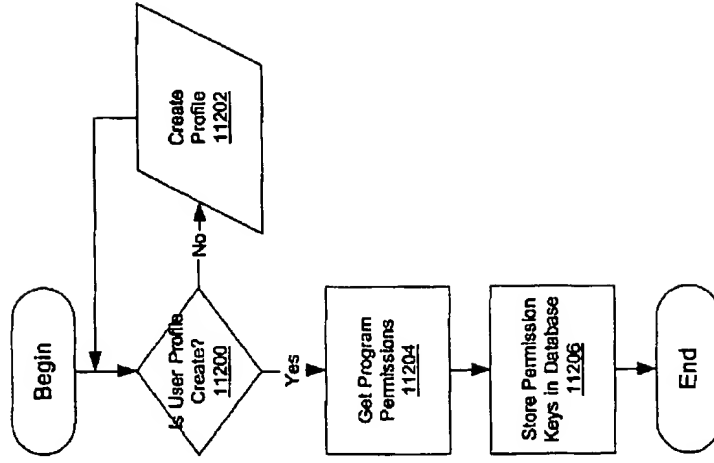 Begin
Is User Profile
Create?
11200
No
Create
Profile
11202
Yes
Get Program
Permissions
11204
Store Permission
Keys in Database
11206
End